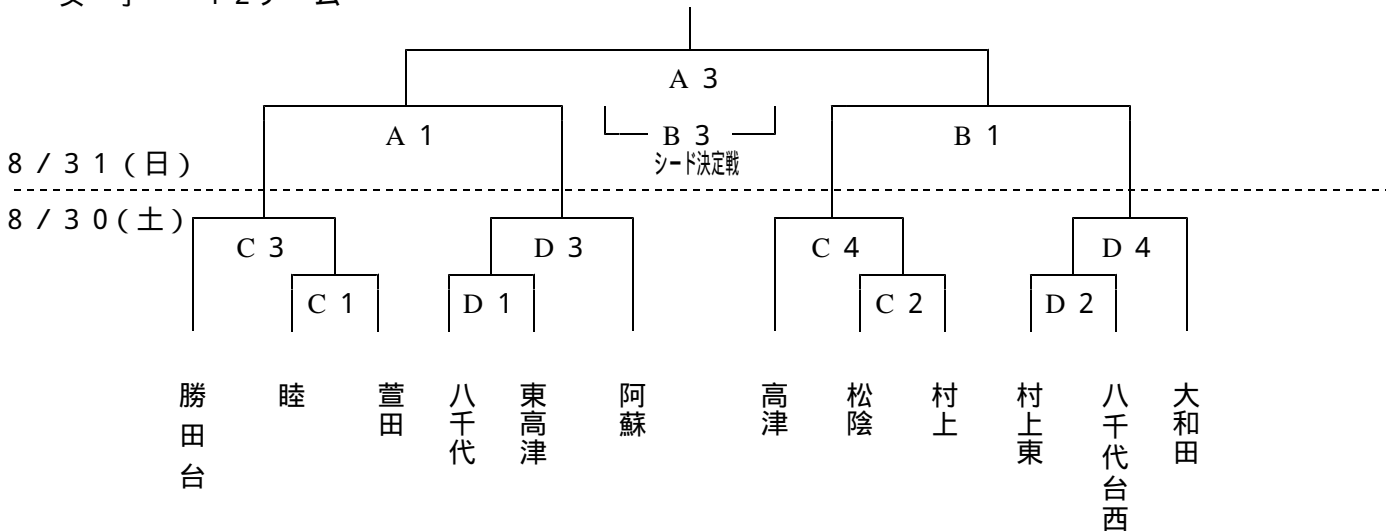 A 3
A 1
B 3
B 1
シード決定戦
8 / 3 1 ( 日 )
8 / 3 0 ( 土 )
C 3
D 3
C 4
D 4
C 1
D 1
C 2
D 2
勝田台
睦
萱田
八千代
東高津
阿蘇
高津
松陰
村上
村上東
八千代台西
大和田